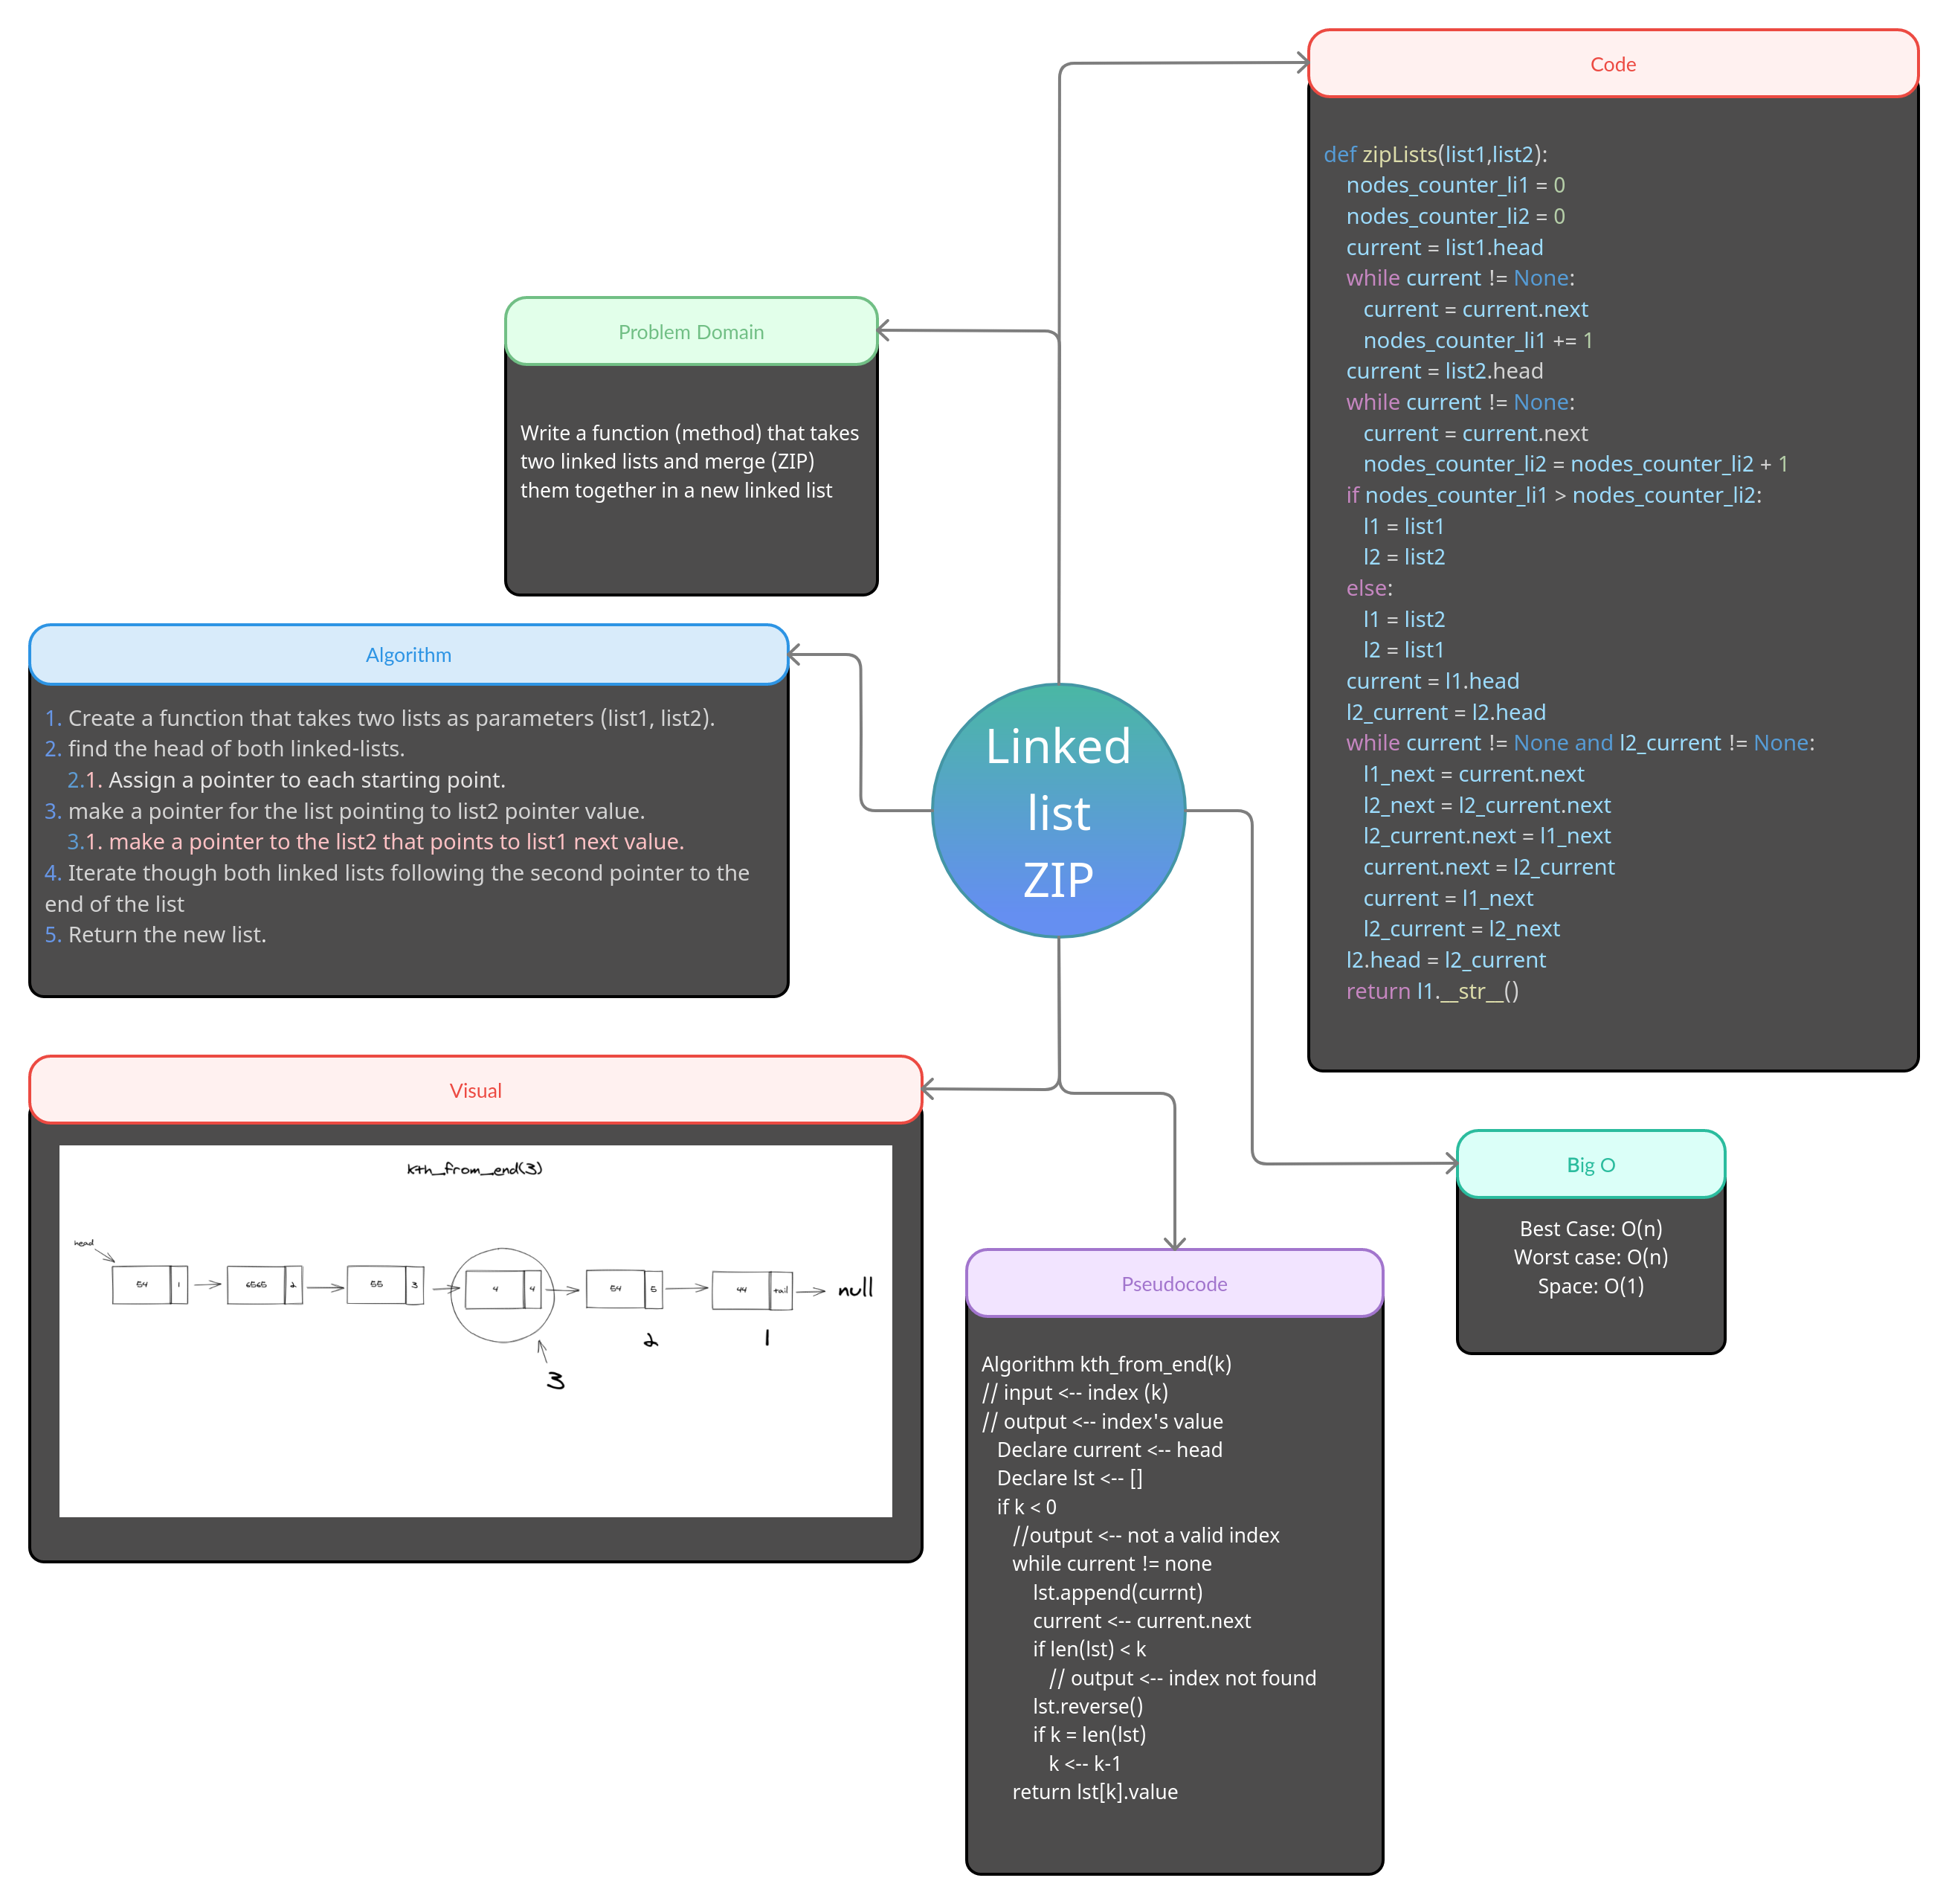 Code
def zipLists(list1,list2):
nodes_counter_li1 = 0
nodes_counter_li2 = 0
current = list1.head
while current != None:
current = current.next
nodes_counter_li1 += 1
current = list2.head
while current != None:
current = current.next
nodes_counter_li2 = nodes_counter_li2 + 1
if nodes_counter_li1 > nodes_counter_li2:
l1 = list1
l2 = list2
else:
l1 = list2
l2 = list1
current = l1.head
l2_current = l2.head
while current != None and l2_current != None:
l1_next = current.next
l2_next = l2_current.next
l2_current.next = l1_next
current.next = l2_current
current = l1_next
l2_current = l2_next
l2.head = l2_current
return l1.__str__()
Problem Domain
Write a function (method) that takes
two linked lists and merge (ZIP)
them together in a new linked list
Algorithm
1. Create a function that takes two lists as parameters (list1, list2).
2. find the head of both linked-lists.
2.1. Assign a pointer to each starting point.
3. make a pointer for the list pointing to list2 pointer value.
3.1. make a pointer to the list2 that points to list1 next value.
4. Iterate though both linked lists following the second pointer to the
end of the list
5. Return the new list.
Linked
list
ZIP
Visual
kth_from_end(3)
head
54 1 6565 2 55 3 4 4 54 5 44 tail null
2 1
3
Big O
Best Case: O(n)
Worst case: O(n)
Space: O(1)
Pseudocode
Algorithm kth_from_end(k)
// input <-- index (k)
// output <-- index's value
Declare current <-- head
Declare lst <-- []
if k < 0
//output <-- not a valid index
while current != none
lst.append(currnt)
current <-- current.next
if len(lst) < k
// output <-- index not found
lst.reverse()
if k = len(lst)
k <-- k-1
return lst[k].value